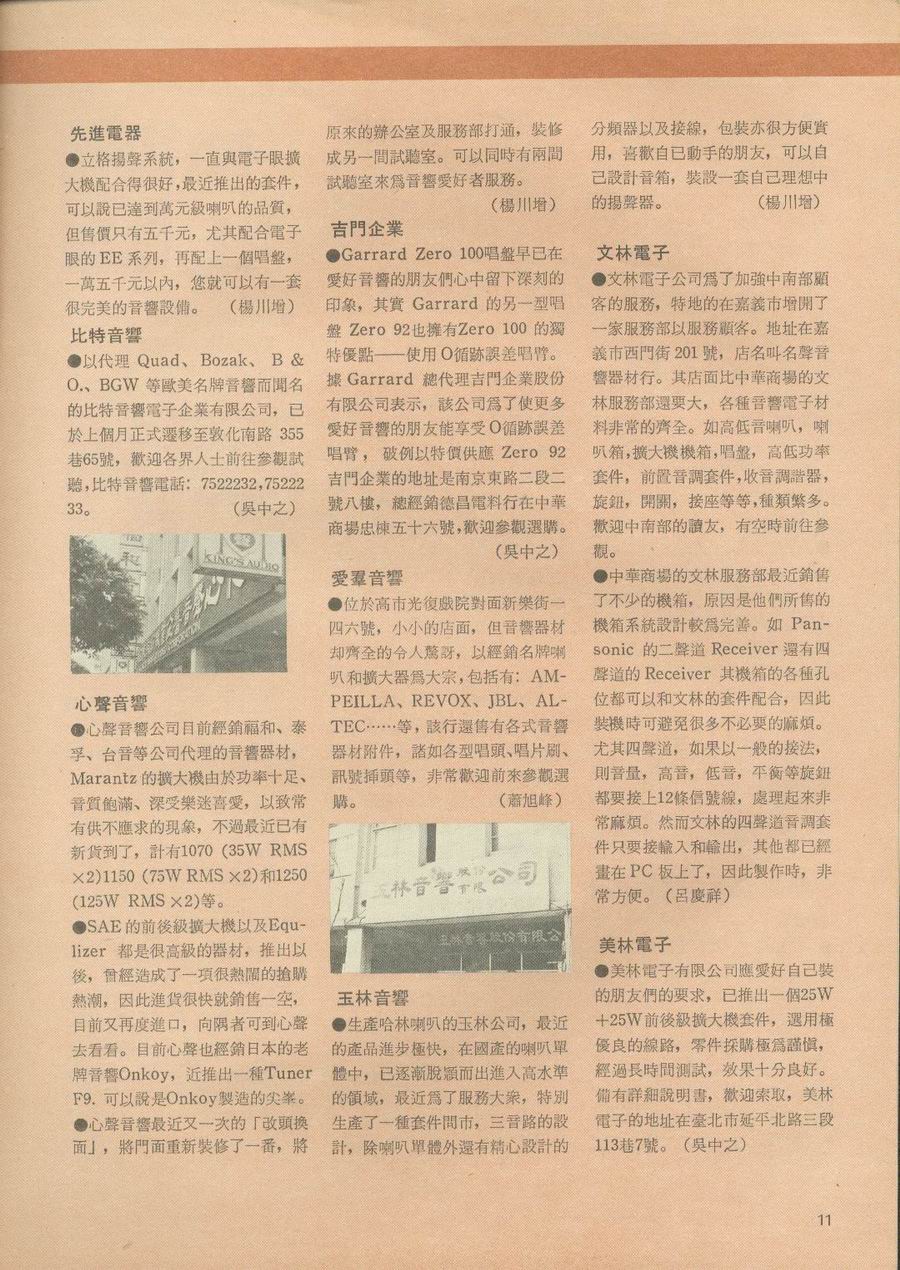 先進電器
●立格揚聲系統，一直與電子眼擴
大機配合得很好，最近推出的套件，
可以說已達到萬元級喇叭的品質，
但售價只有五千元，尤其配合電子
眼的 EE 系列，再配上一個唱盤，
一萬五千元以內，您就可以有一套
很完美的音響設備。　（楊川增）
比特音響
●以代理 Quad、 Bozak、 B &
O.、BGW 等歐美名牌音響而聞名
的比特音響電子企業有限公司，已
於上個月正式遷移至敦化南路 355
巷65號，歡迎各界人士前往參觀試
聽，比特音響電話： 7522232,75222
33。　（吳中之）
KING'S AUDIO
心聲音響
●心聲音響公司目前經銷福和、泰
孚、台音等公司代理的音響器材，
Marantz 的擴大機由於功率十足、
音質飽滿、深受樂迷喜愛，以致常
有供不應求的現象，不過最近已有
新貨到了，計有1070 (35W RMS
×2)1150 (75W RMS ×2)和1250
(125W RMS ×2)等。
●SAE 的前後級擴大機以及Equ-
lizer 都是很高級的器材，推出以
後，曾經造成了一項很熱鬧的搶購
熱潮，因此進貨很快就銷售一空，
目前又再度進口，向隅者可到心聲
去看看。目前心聲也經銷日本的老
牌音響Onkoy，近推出一種Tuner
F9. 可以說是Onkoy製造的尖峯。
●心聲音響最近又一次的「改頭換
面」，將門面重新裝修了一番，將
原來的辦公室及服務部打通，裝修
成另一間試聽室。可以同時有兩間
試聽室來爲音響愛好者服務。
（楊川增）
吉門企業
●Garrard Zero 100唱盤早已在
愛好音響的朋友們心中留下深刻的
印象，其實 Garrard 的另一型唱
盤 Zero 92也擁有Zero 100 的獨
特優點——使用 O循跡誤差唱臂。
據 Garrard 總代理吉門企業股份
有限公司表示，該公司爲了使更多
愛好音響的朋友能享受 O循跡誤差
唱臂， 破例以特價供應 Zero 92
吉門企業的地址是南京東路二段二
號八樓，總經銷德昌電料行在中華
商場忠棟五十六號，歡迎參觀選購。
（吳中之）
愛羣音響
●位於高市光復戲院對面新樂街一
四六號，小小的店面，但音響器材
却齊全的令人驚訝，以經銷名牌喇
叭和擴大器爲大宗，包括有： AM-
PEILLA、REVOX、JBL、 AL-
TEC……等，該行還售有各式音響
器材附件，諸如各型唱頭、唱片刷、
訊號揷頭等，非常歡迎前來參觀選
購。　（蕭旭峰）
玉林音響股份有限公司
玉林音響股份有限公
玉林音響
●生產哈林喇叭的玉林公司，最近
的產品進步極快，在國產的喇叭單
體中，已逐漸脫穎而出進入高水準
的領域，最近爲了服務大衆，特別
生產了一種套件問市，三音路的設
計，除喇叭單體外還有精心設計的
分頻器以及接線，包裝亦很方便實
用，喜歡自已動手的朋友，可以自
己設計音箱，裝設一套自己理想中
的揚聲器。　（楊川增）
文林電子
●文林電子公司爲了加強中南部顧
客的服務，特地的在嘉義市增開了
一家服務部以服務顧客。地址在嘉
義市西門街 201 號，店名叫名聲音
響器材行。其店面比中華商場的文
林服務部還要大，各種音響電子材
料非常的齊全。如高低音喇叭，喇
叭箱，擴大機機箱，唱盤，高低功率
套件，前置音調套件，收音調諧器，
旋鈕，開關，接座等等，種類繁多。
歡迎中南部的讀友，有空時前往參
觀。
●中華商場的文林服務部最近銷售
了不少的機箱，原因是他們所售的
機箱系統設計較爲完善。如 Pan-
sonic 的二聲道 Receiver 還有四
聲道的 Receiver 其機箱的各種孔
位都可以和文林的套件配合，因此
裝機時可避免很多不必要的麻煩。
尤其四聲道，如果以一般的接法，
則音量，高音，低音，平衡等旋鈕
都要接上12條信號線，處理起來非
常麻煩。然而文林的四聲道音調套
件只要接輸入和輸出，其他都已經
畫在 PC 板上了，因此製作時，非
常方便。（呂慶祥）
美林電子
●美林電子有限公司應愛好自己裝
的朋友們的要求，已推出一個25W
＋25W前後級擴大機套件，選用極
優良的線路，零件採購極爲謹愼，
經過長時間測試，效果十分良好。
備有詳細說明書，歡迎索取，美林
電子的地址在臺北市延平北路三段
113巷7號。（吳中之）
11